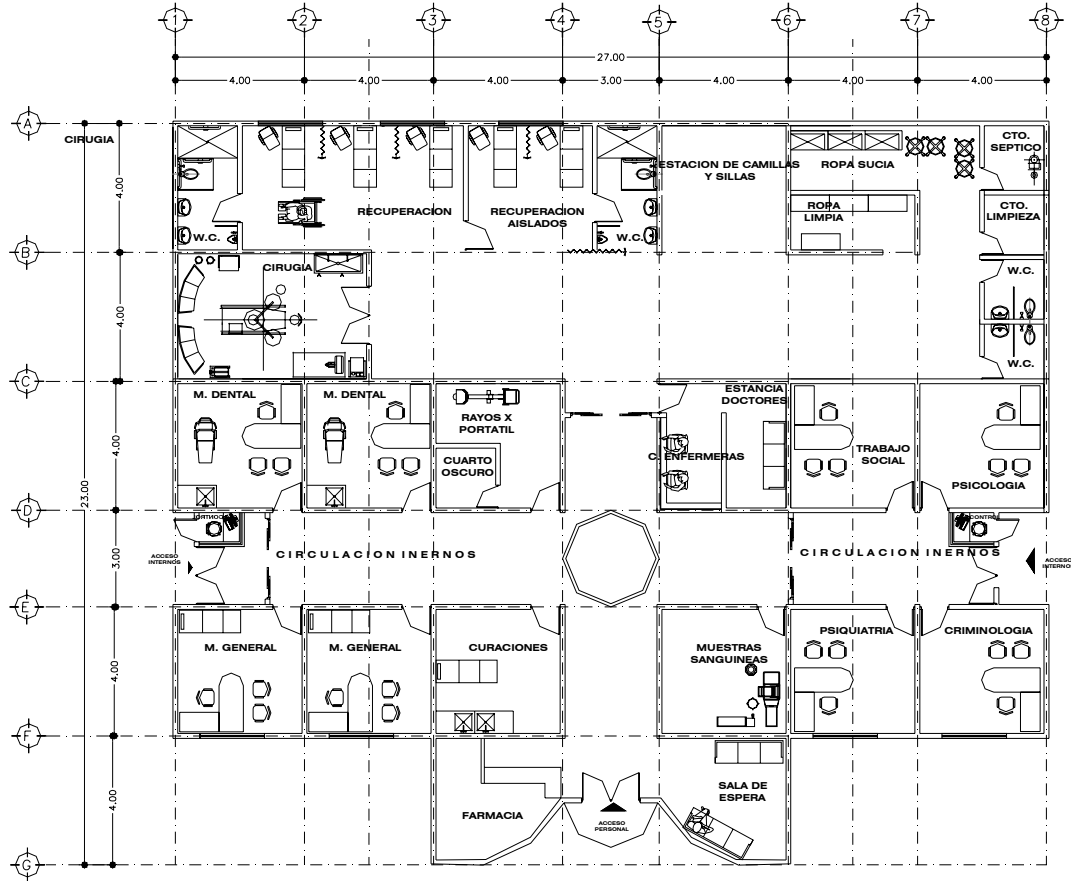 1 2 3 4 5 6 7 8
27.00
4.00 4.00 4.00 3.00 4.00 4.00 4.00
A
CIRUGIA
CTO.
SEPTICO
ESTACION DE CAMILLAS
Y SILLAS
ROPA SUCIA
4.00
RECUPERACION
RECUPERACION
AISLADOS
ROPA
LIMPIA
CTO.
LIMPIEZA
W.C.
W.C.
B
CIRUGIA
W.C.
4.00
W.C.
C
M. DENTAL
M. DENTAL
ESTANCIA
DOCTORES
RAYOS X
PORTATIL
4.00
CUARTO
OSCURO
C. ENFERMERAS
TRABAJO
SOCIAL
PSICOLOGIA
23.00
D
CONTROL
CONTROL
3.00
ACCESO
INTERNOS
CIRCULACION INERNOS
CIRCULACION INERNOS
ACCESO
INTERNOS
E
M. GENERAL
M. GENERAL
CURACIONES
MUESTRAS
SANGUINEAS
PSIQUIATRIA
CRIMINOLOGIA
4.00
F
4.00
SALA DE
ESPERA
FARMACIA
ACCESO
PERSONAL
G